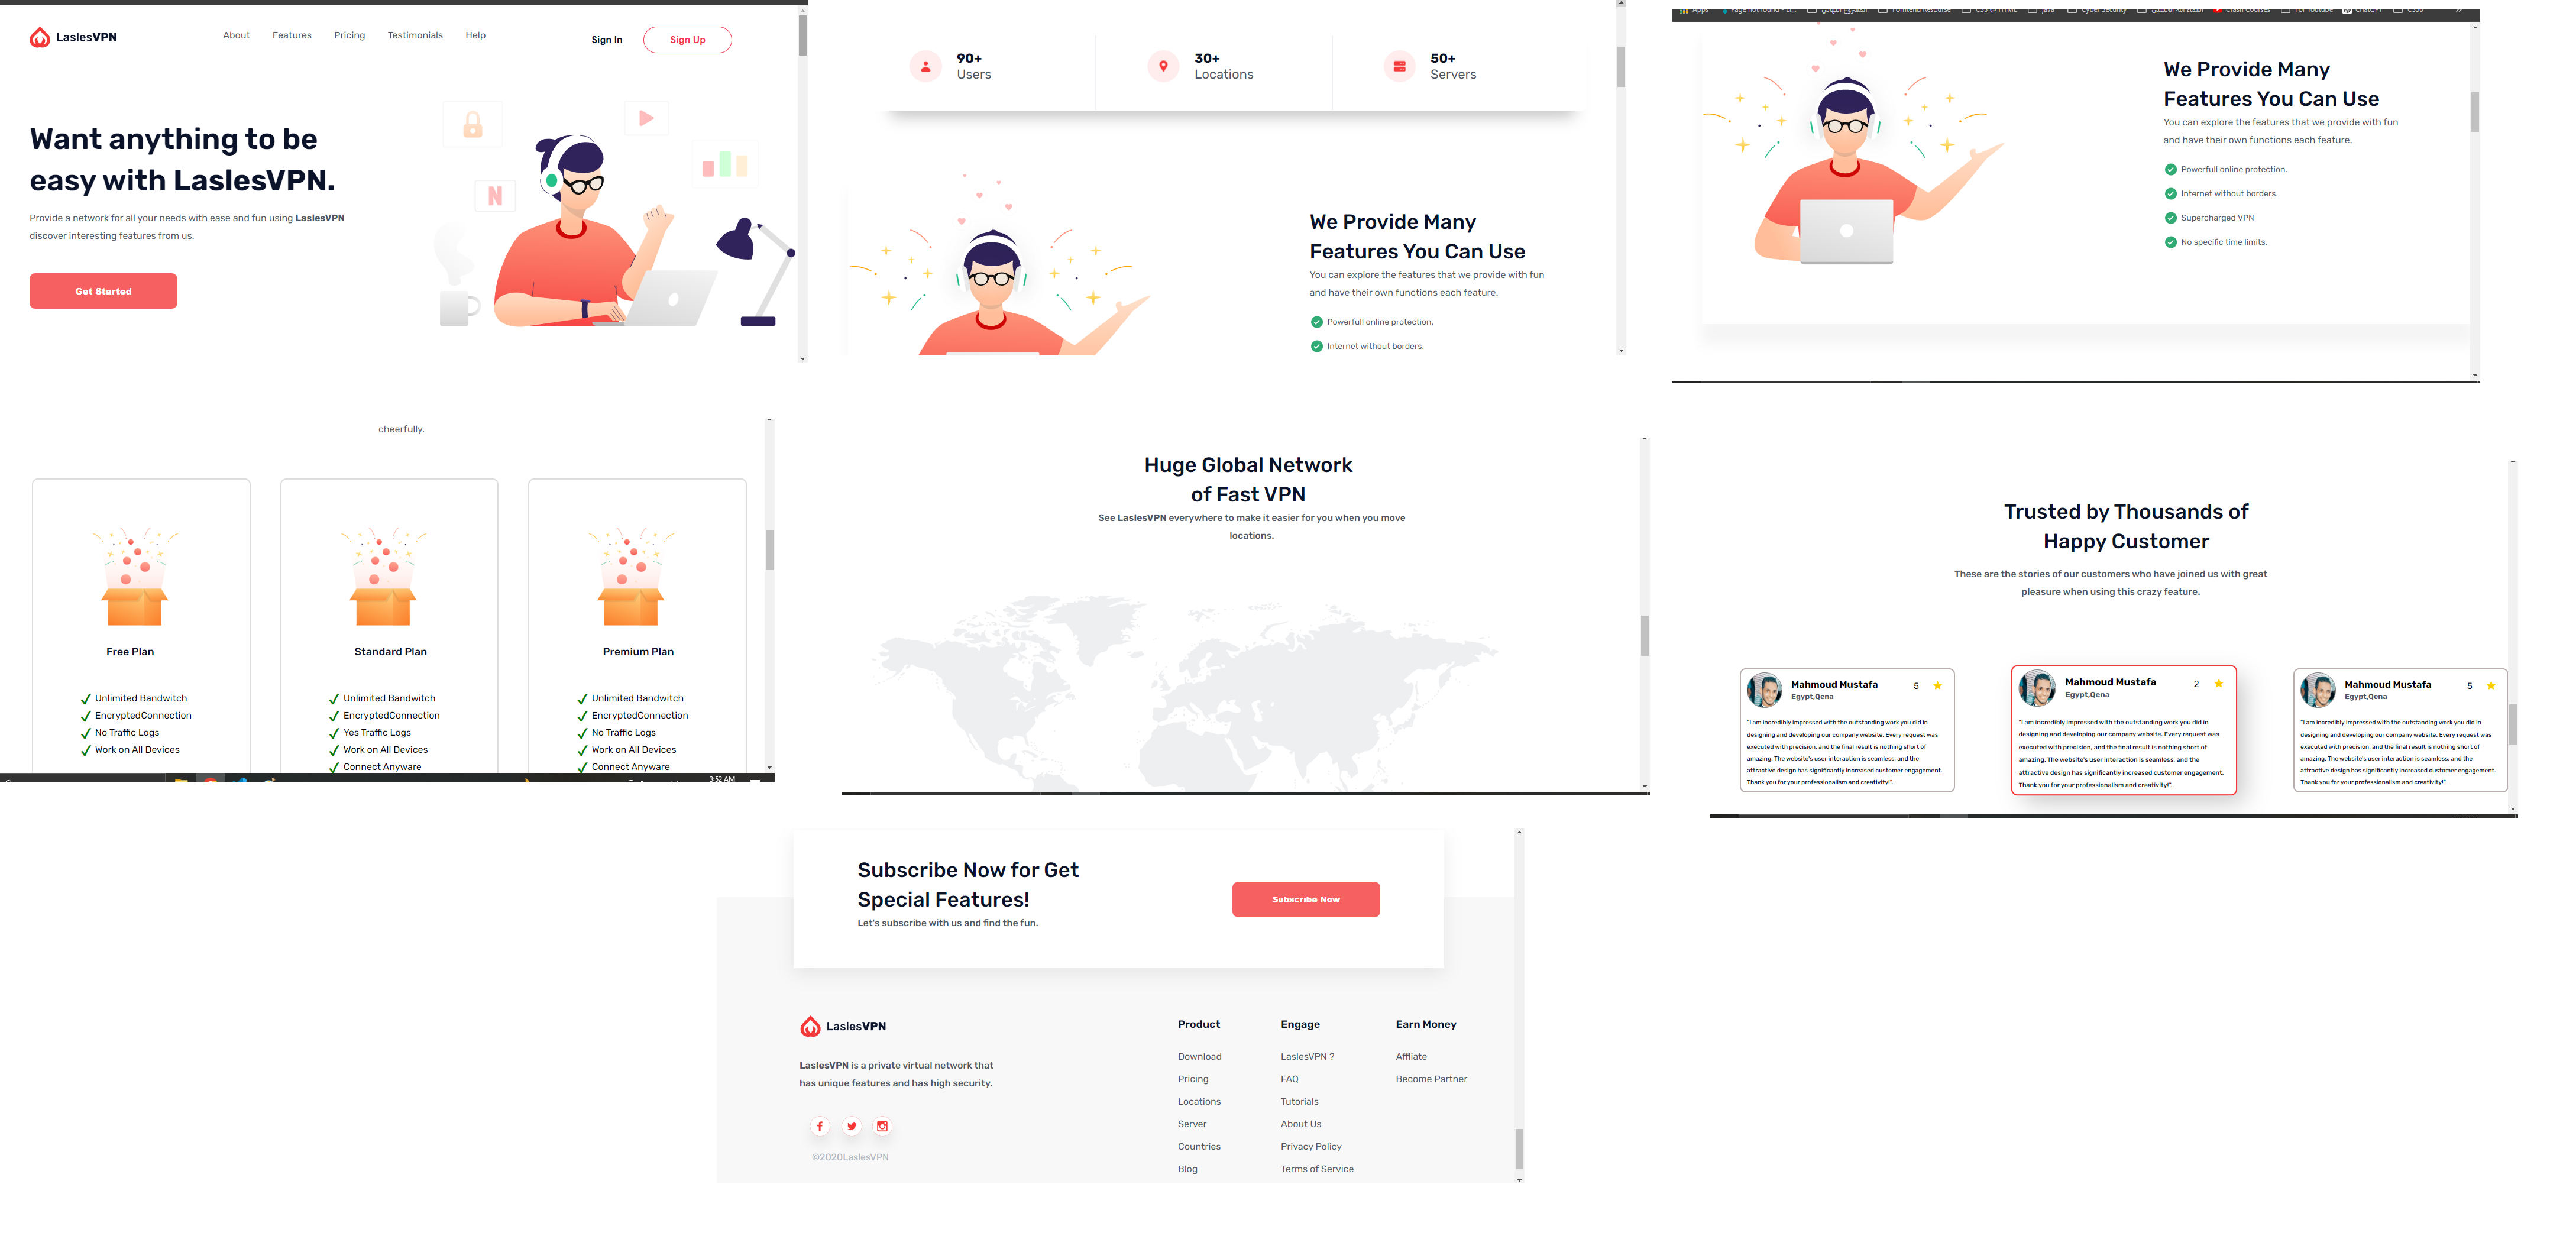 LaslesVPN
About Features Pricing Testimonials Help
Sign In
Sign Up
Want anything to be
easy with LaslesVPN.
Provide a network for all your needs with ease and fun using LaslesVPN
discover interesting features from us.
Get Started
N
90+
Users
30+
Locations
50+
Servers
We Provide Many
Features You Can Use
You can explore the features that we provide with fun
and have their own functions each feature.
Powerfull online protection.
Internet without borders.
We Provide Many
Features You Can Use
You can explore the features that we provide with fun
and have their own functions each feature.
Powerfull online protection.
Internet without borders.
Supercharged VPN
No specific time limits.
cheerfully.
Free Plan
Unlimited Bandwitch
EncryptedConnection
No Traffic Logs
Work on All Devices
Standard Plan
Unlimited Bandwitch
EncryptedConnection
Yes Traffic Logs
Work on All Devices
Connect Anyware
Premium Plan
Unlimited Bandwitch
EncryptedConnection
No Traffic Logs
Work on All Devices
Connect Anyware
3:52 AM
Huge Global Network
of Fast VPN
See LaslesVPN everywhere to make it easier for you when you move
locations.
Trusted by Thousands of
Happy Customer
These are the stories of our customers who have joined us with great
pleasure when using this crazy feature.
Mahmoud Mustafa 5
Egypt,Qena
"I am incredibly impressed with the outstanding work you did in
designing and developing our company website. Every request was
executed with precision, and the final result is nothing short of
amazing. The website's user interaction is seamless, and the
attractive design has significantly increased customer engagement.
Thank you for your professionalism and creativity!".
Mahmoud Mustafa 2
Egypt,Qena
"I am incredibly impressed with the outstanding work you did in
designing and developing our company website. Every request was
executed with precision, and the final result is nothing short of
amazing. The website's user interaction is seamless, and the
attractive design has significantly increased customer engagement.
Thank you for your professionalism and creativity!".
Mahmoud Mustafa 5
Egypt,Qena
"I am incredibly impressed with the outstanding work you did in
designing and developing our company website. Every request was
executed with precision, and the final result is nothing short of
amazing. The website's user interaction is seamless, and the
attractive design has significantly increased customer engagement.
Thank you for your professionalism and creativity!".
Subscribe Now for Get
Special Features!
Let's subscribe with us and find the fun.
Subscribe Now
LaslesVPN
LaslesVPN is a private virtual network that
has unique features and has high security.
©2020LaslesVPN
Product
Download
Pricing
Locations
Server
Countries
Blog
Engage
LaslesVPN ?
FAQ
Tutorials
About Us
Privacy Policy
Terms of Service
Earn Money
Affliate
Become Partner